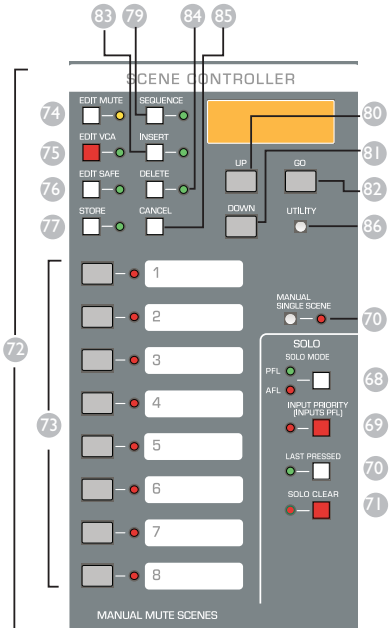 83 79 84 85
SCENE CONTROLLER
74 EDIT MUTE SEQUENCE
80
75 EDIT VCA INSERT
81
76 EDIT SAFE DELETE UP GO
82
77 STORE CANCEL DOWN UTILITY
86
1
2
MANUAL
SINGLE SCENE
70
72
3
SOLO
SOLO MODE
PFL
68
AFL
73
4
INPUT PRIORITY
(INPUTS PFL)
69
5
LAST PRESSED
70
6
SOLO CLEAR
71
7
8
MANUAL MUTE SCENES